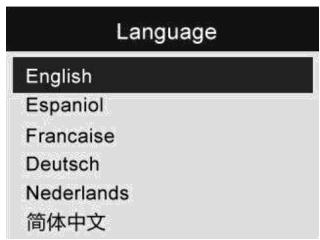 Language
English
Espaniol
Francaise
Deutsch
Nederlands
简体中文